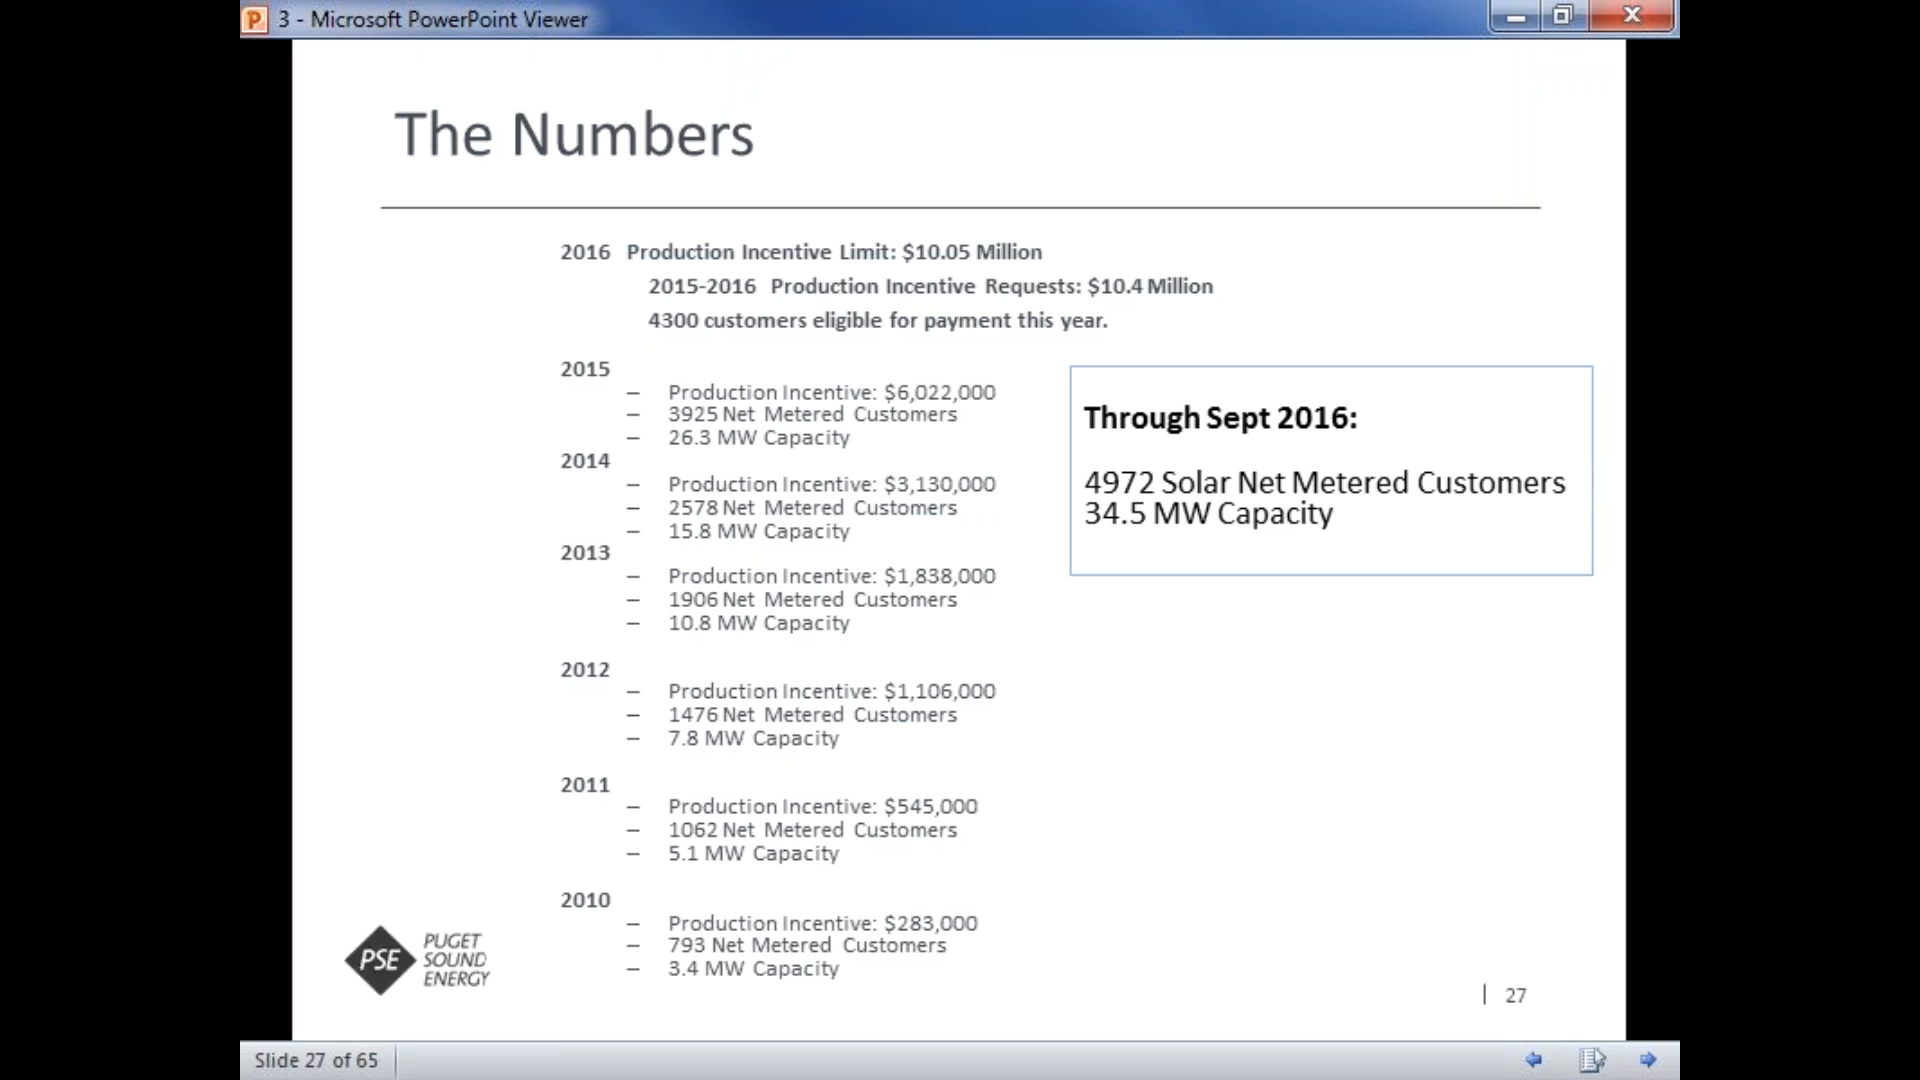 3 - Microsoft PowerPoint Viewer
The Numbers
2016 Production Incentive Limit: $10.05 Million
2015-2016 Production Incentive Requests: $10.4 Million
4300 customers eligible for payment this year.
2015
– Production Incentive: $6,022,000
– 3925 Net Metered Customers
– 26.3 MW Capacity
2014
– Production Incentive: $3,130,000
– 2578 Net Metered Customers
– 15.8 MW Capacity
2013
– Production Incentive: $1,838,000
– 1906 Net Metered Customers
– 10.8 MW Capacity
2012
– Production Incentive: $1,106,000
– 1476 Net Metered Customers
– 7.8 MW Capacity
2011
– Production Incentive: $545,000
– 1062 Net Metered Customers
– 5.1 MW Capacity
2010
– Production Incentive: $283,000
– 793 Net Metered Customers
– 3.4 MW Capacity
Through Sept 2016:
4972 Solar Net Metered Customers
34.5 MW Capacity
PSE
PUGET
SOUND
ENERGY
| 27
Slide 27 of 65